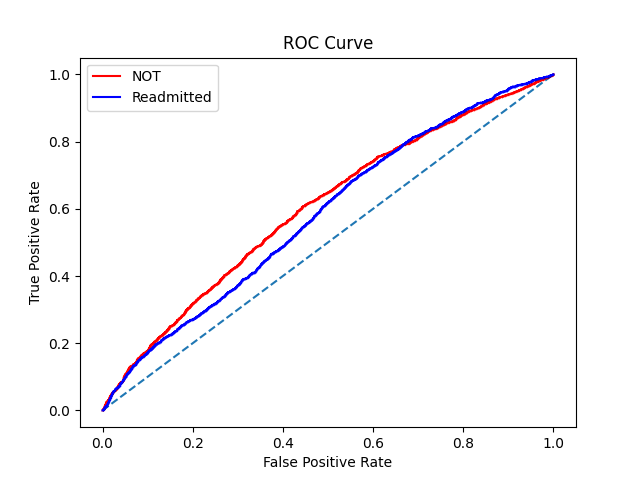 ROC Curve
NOT
Readmitted
1.0
0.8
0.6
0.4
0.2
0.0
True Positive Rate
0.0 0.2 0.4 0.6 0.8 1.0
False Positive Rate